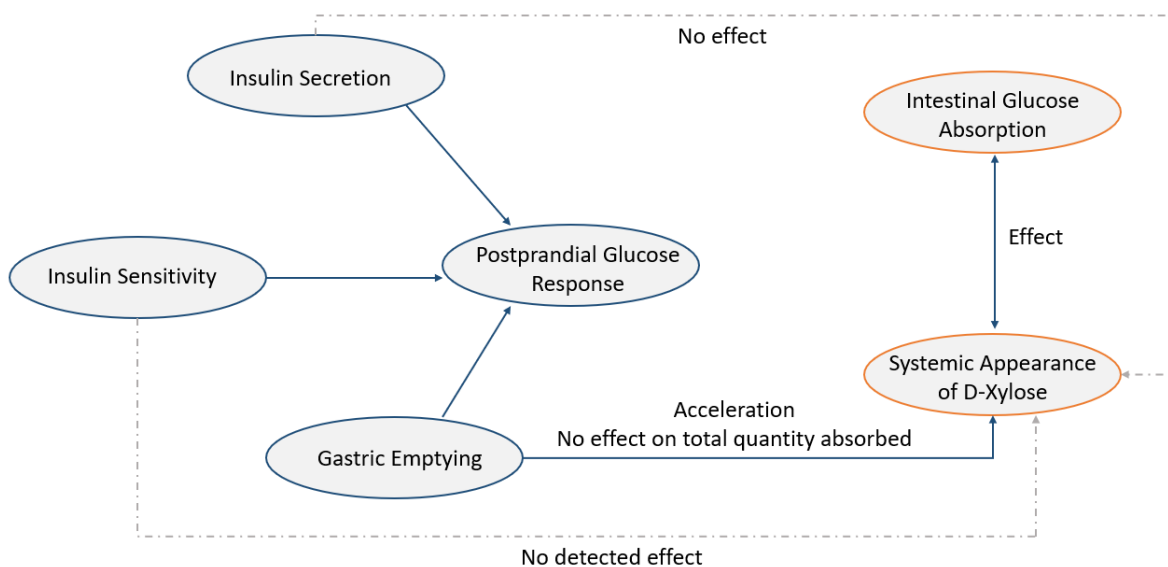 No effect
Insulin Secretion
Intestinal Glucose
Absorption
Effect
Postprandial Glucose
Response
Insulin Sensitivity
Systemic Appearance
of D-Xylose
Acceleration
No effect on total quantity absorbed
Gastric Emptying
No detected effect